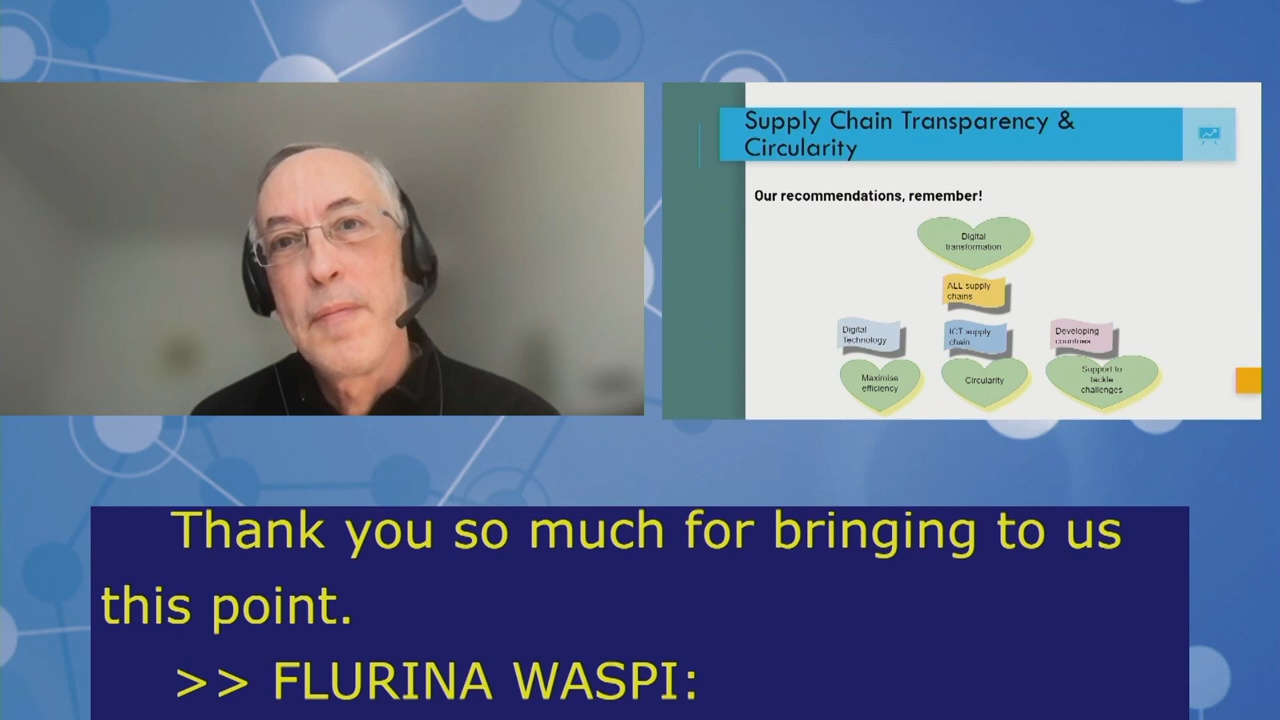 Supply Chain Transparency &
Circularity
Our recommendations, remember!
Digital
transformation
ALL supply
chains
Digital
Technology
ICT supply
chain
Developing
countries
Maximise
efficiency
Circularity
Support to
tackle
challenges
Thank you so much for bringing to us
this point.
>> FLURINA WASPI: